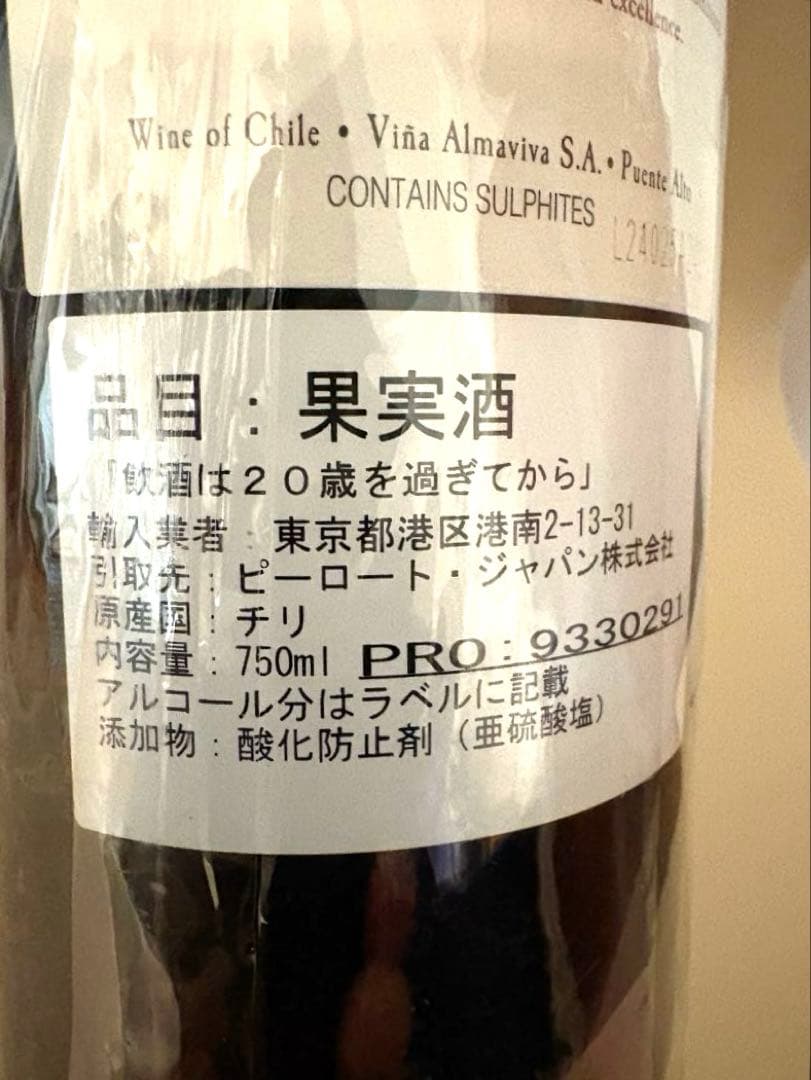 excellence.
Wine of Chile • Viña Almaviva S.A. • Puente Alto
CONTAINS SULPHITES
品目：果実酒
「飲酒は２０歳を過ぎてから」
輸入業者：東京都港区港南2-13-31
引取先：ピーロート・ジャパン株式会社
原産国：チリ
内容量：750ml PRO：9330291
アルコール分はラベルに記載
添加物：酸化防止剤（亜硫酸塩）